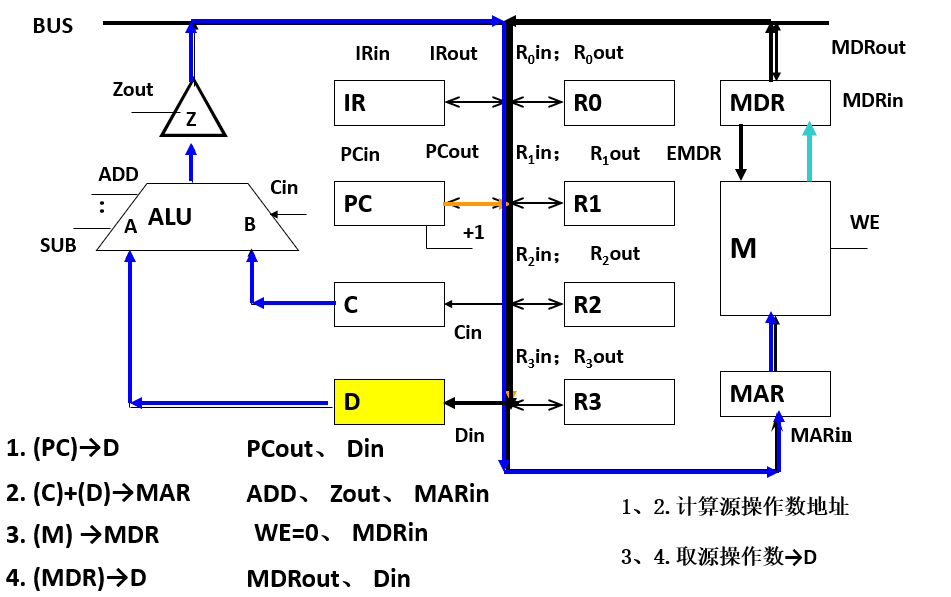 BUS
MDRout
IRin IRout R0in；R0out
Zout
IR R0 MDR MDRin
Z
PCin PCout R1in； R1out EMDR
ADD Cin
PC R1
： ALU
A B +1 M WE
SUB
R2in； R2out
C R2
Cin
R3in；R3out
D R3 MAR
Din MARin
1. (PC)→D PCout、 Din
2. (C)+(D)→MAR ADD、 Zout、 MARin
1、2.计算源操作数地址
3. (M) →MDR WE=0、 MDRin
3、4.取源操作数→D
4. (MDR)→D MDRout、 Din